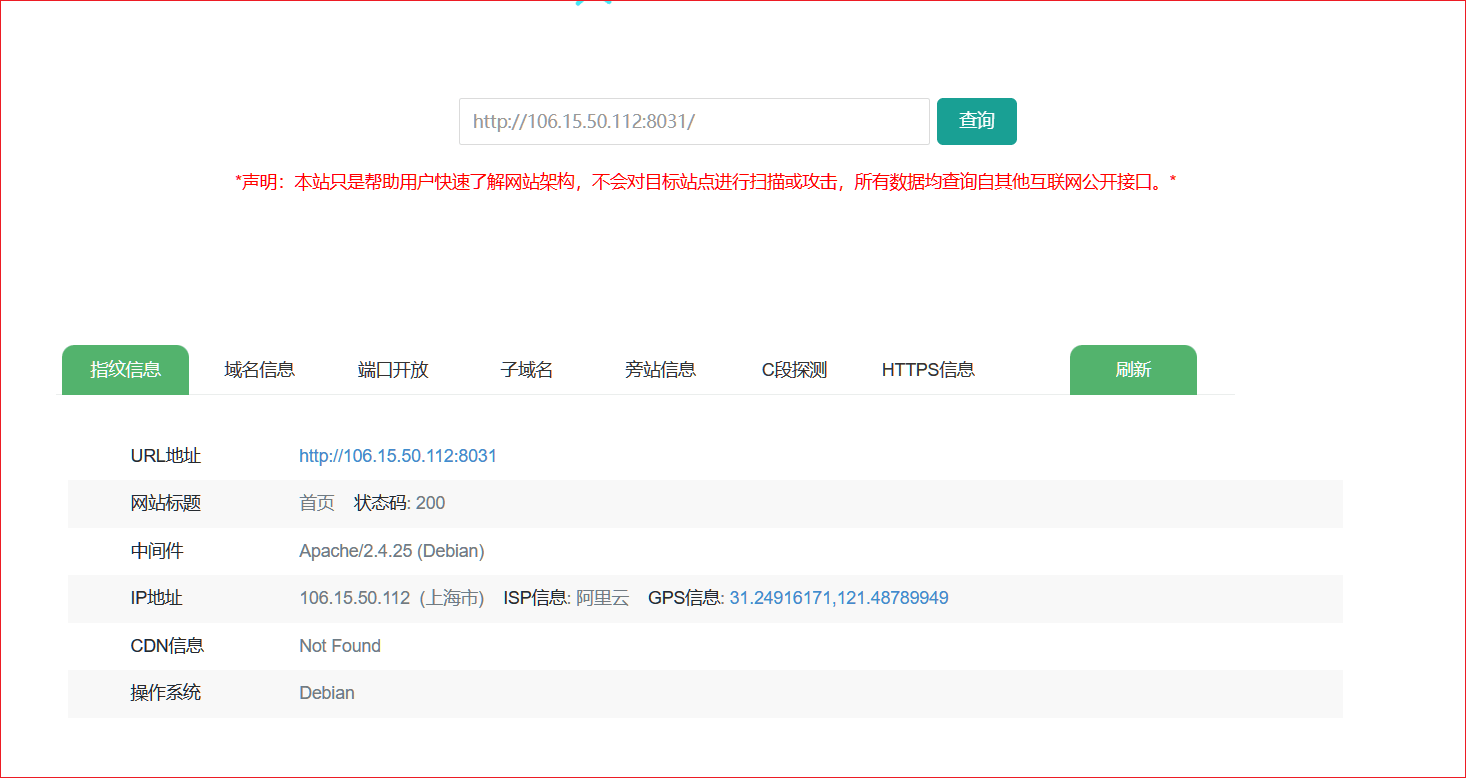 http://106.15.50.112:8031/ 查询
*声明：本站只是帮助用户快速了解网站架构，不会对目标站点进行扫描或攻击，所有数据均查询自其他互联网公开接口。*
指纹信息 域名信息 端口开放 子域名 旁站信息 C段探测 HTTPS信息 刷新
URL地址 http://106.15.50.112:8031
网站标题 首页 状态码: 200
中间件 Apache/2.4.25 (Debian)
IP地址 106.15.50.112 (上海市) ISP信息: 阿里云 GPS信息: 31.24916171,121.48789949
CDN信息 Not Found
操作系统 Debian